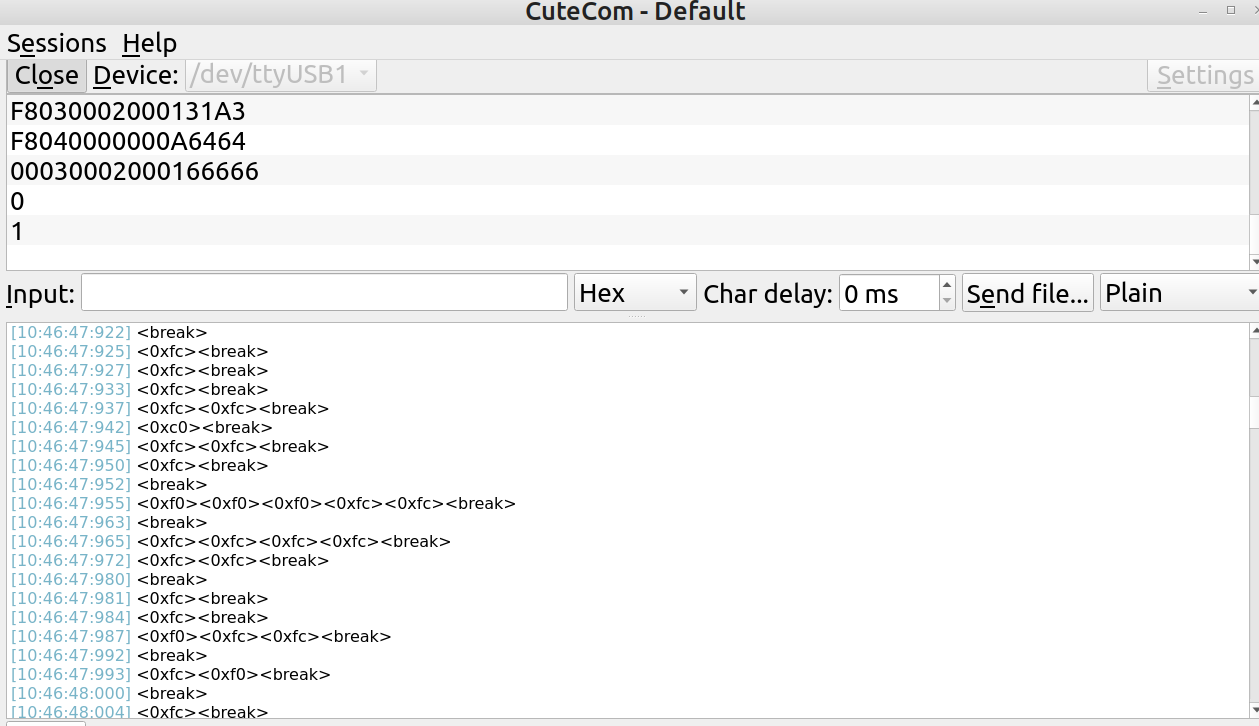 CuteCom - Default
Sessions Help
Close Device: /dev/ttyUSB1 Settings
F8030002000131A3
F8040000000A6464
00030002000166666
0
1
Input: Hex Char delay: 0 ms Send file... Plain
[10:46:47:922] <break>
[10:46:47:925] <0xfc><break>
[10:46:47:927] <0xfc><break>
[10:46:47:933] <0xfc><break>
[10:46:47:937] <0xfc><0xfc><break>
[10:46:47:942] <0xc0><break>
[10:46:47:945] <0xfc><0xfc><break>
[10:46:47:950] <0xfc><break>
[10:46:47:952] <break>
[10:46:47:955] <0xf0><0xf0><0xf0><0xfc><0xfc><break>
[10:46:47:963] <break>
[10:46:47:965] <0xfc><0xfc><0xfc><0xfc><break>
[10:46:47:972] <0xfc><0xfc><break>
[10:46:47:980] <break>
[10:46:47:981] <0xfc><break>
[10:46:47:984] <0xfc><break>
[10:46:47:987] <0xf0><0xfc><0xfc><break>
[10:46:47:992] <break>
[10:46:47:993] <0xfc><0xf0><break>
[10:46:48:000] <break>
[10:46:48:004] <0xfc><break>